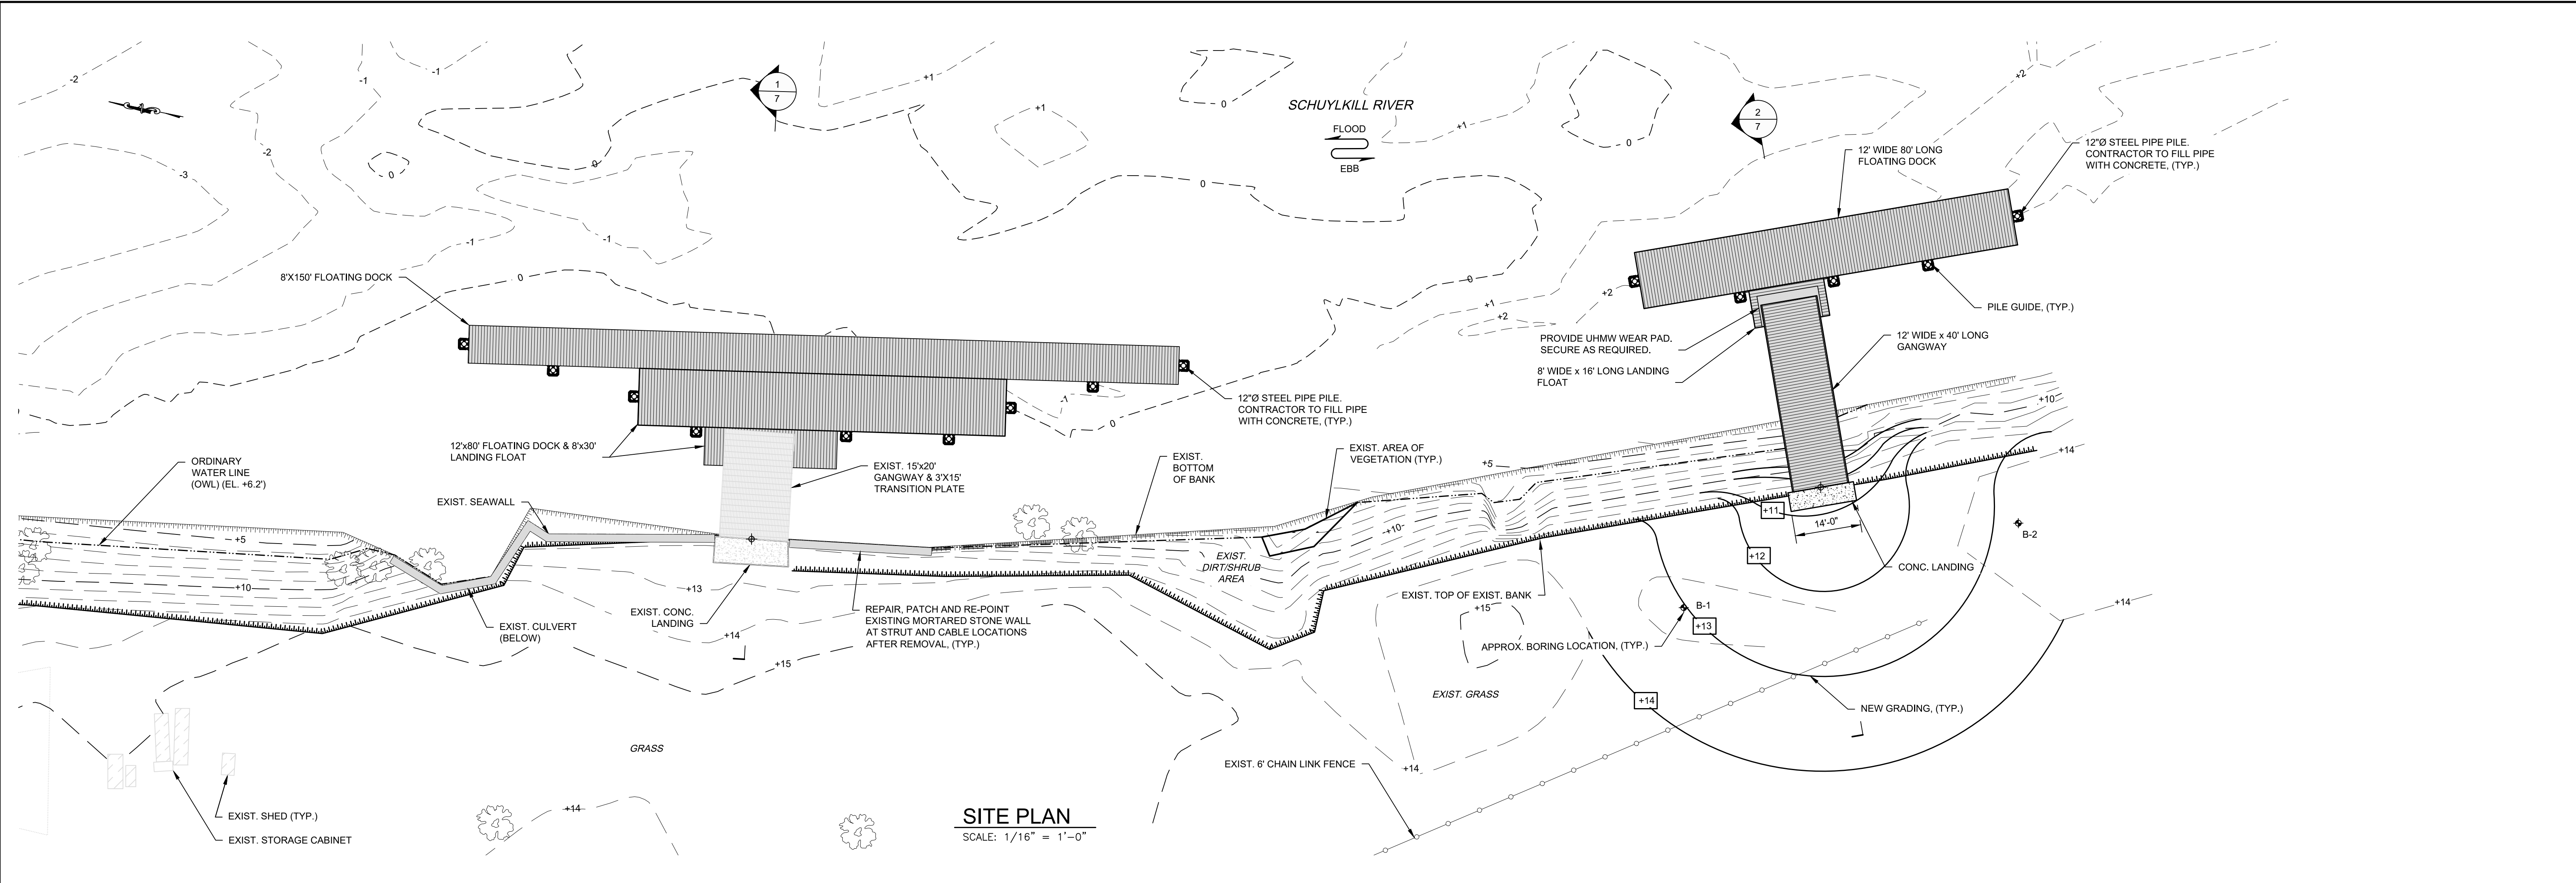 -2
-1
-1
-2
-3
0
0
-1
-1
0
1
7
+1
+1
0
0
0
SCHUYLKILL RIVER
FLOOD
EBB
+1
0
0
+1
+2
+2
2
7
+2
12' WIDE 80' LONG
FLOATING DOCK
12"Ø STEEL PIPE PILE.
CONTRACTOR TO FILL PIPE
WITH CONCRETE, (TYP.)
PILE GUIDE, (TYP.)
PROVIDE UHMW WEAR PAD.
SECURE AS REQUIRED.
8' WIDE x 16' LONG LANDING
FLOAT
12' WIDE x 40' LONG
GANGWAY
8'X150' FLOATING DOCK
12"Ø STEEL PIPE PILE.
CONTRACTOR TO FILL PIPE
WITH CONCRETE, (TYP.)
-1
0
12'x80' FLOATING DOCK & 8'x30'
LANDING FLOAT
EXIST. 15'x20'
GANGWAY & 3'X15'
TRANSITION PLATE
ORDINARY
WATER LINE
(OWL) (EL. +6.2')
EXIST. SEAWALL
EXIST.
BOTTOM
OF BANK
EXIST. AREA OF
VEGETATION (TYP.)
+5
+10
+14
+5
+10
+10
EXIST.
DIRT/SHRUB
AREA
+11
14'-0"
+12
B-2
CONC. LANDING
+13
+14
EXIST. CULVERT
(BELOW)
EXIST. CONC.
LANDING
REPAIR, PATCH AND RE-POINT
EXISTING MORTARED STONE WALL
AT STRUT AND CABLE LOCATIONS
AFTER REMOVAL, (TYP.)
EXIST. TOP OF EXIST. BANK
+15
B-1
+13
APPROX. BORING LOCATION, (TYP.)
+14
+15
EXIST. GRASS
+14
NEW GRADING, (TYP.)
GRASS
EXIST. 6' CHAIN LINK FENCE
+14
+14
EXIST. SHED (TYP.)
EXIST. STORAGE CABINET
SITE PLAN
SCALE: 1/16" = 1'-0"